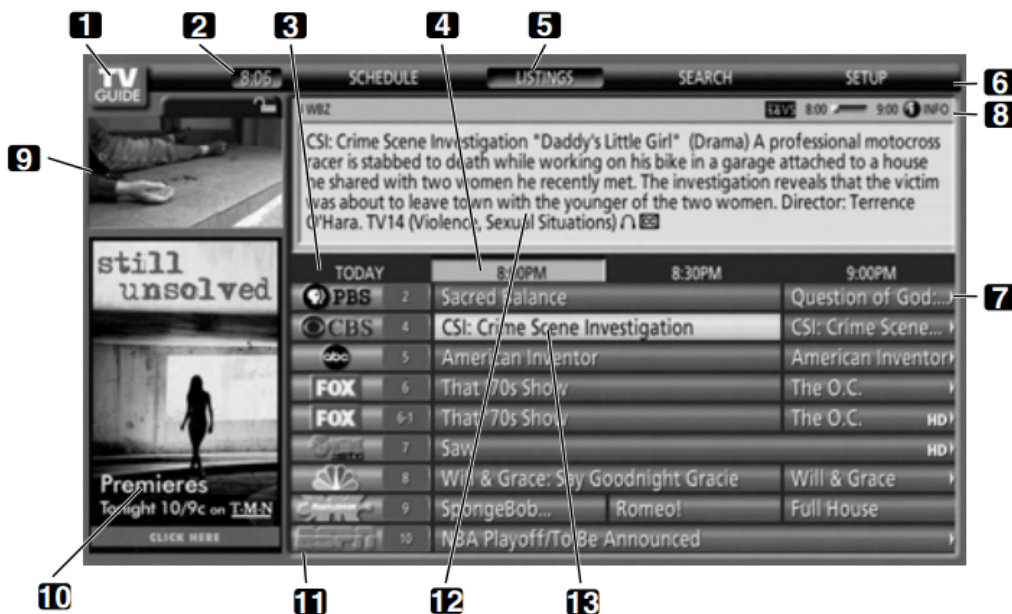 1 2 3 4 5
TV GUIDE 8:06 SCHEDULE LISTINGS SEARCH SETUP 6
WBZ 8:00 9:00 i INFO 8
CSI: Crime Scene Investigation "Daddy's Little Girl" (Drama) A professional motocross
9 racer is stabbed to death while working on his bike in a garage attached to a house
he shared with two women he recently met. The investigation reveals that the victim
was about to leave town with the younger of the two women. Director: Terrence
O'Hara. TV14 (Violence, Sexual Situations)
still
unsolved
TODAY 8:00PM 8:30PM 9:00PM
PBS 2 Sacred Balance Question of God:... 7
CBS 4 CSI: Crime Scene Investigation CSI: Crime Scene...
abc 5 American Inventor American Inventor
FOX 6 That '70s Show The O.C.
FOX 6-1 That '70s Show The O.C. HD
7 Saw HD
8 Will & Grace: Say Goodnight Gracie Will & Grace
Premieres
Tonight 10/9c on T-M-N
9 SpongeBob... Romeo! Full House
CLICK HERE
10 NBA Playoff/To Be Announced
10 11 12 13